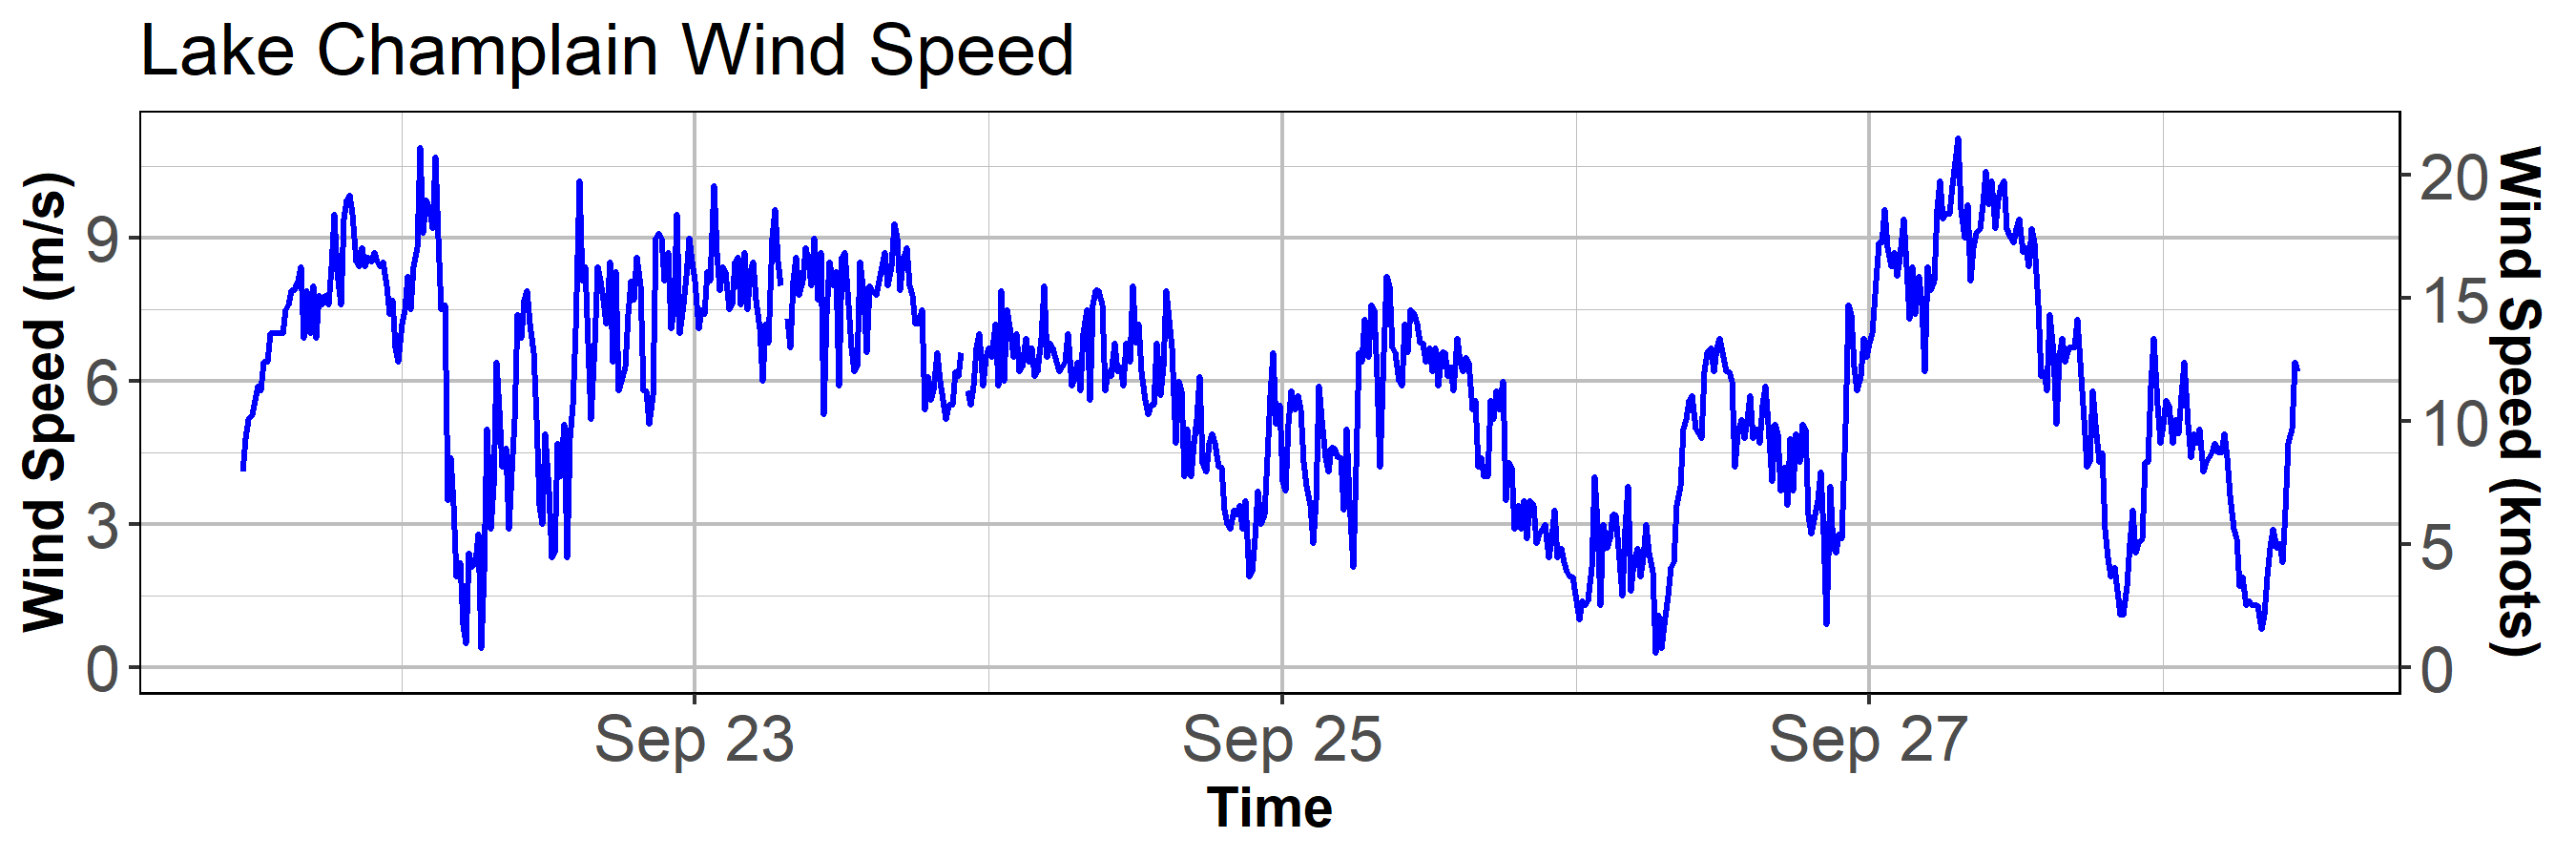 Lake Champlain Wind Speed
Wind Speed (m/s)
9
6
3
0
20
15
10
5
0
Wind Speed (knots)
Sep 23
Sep 25
Sep 27
Time